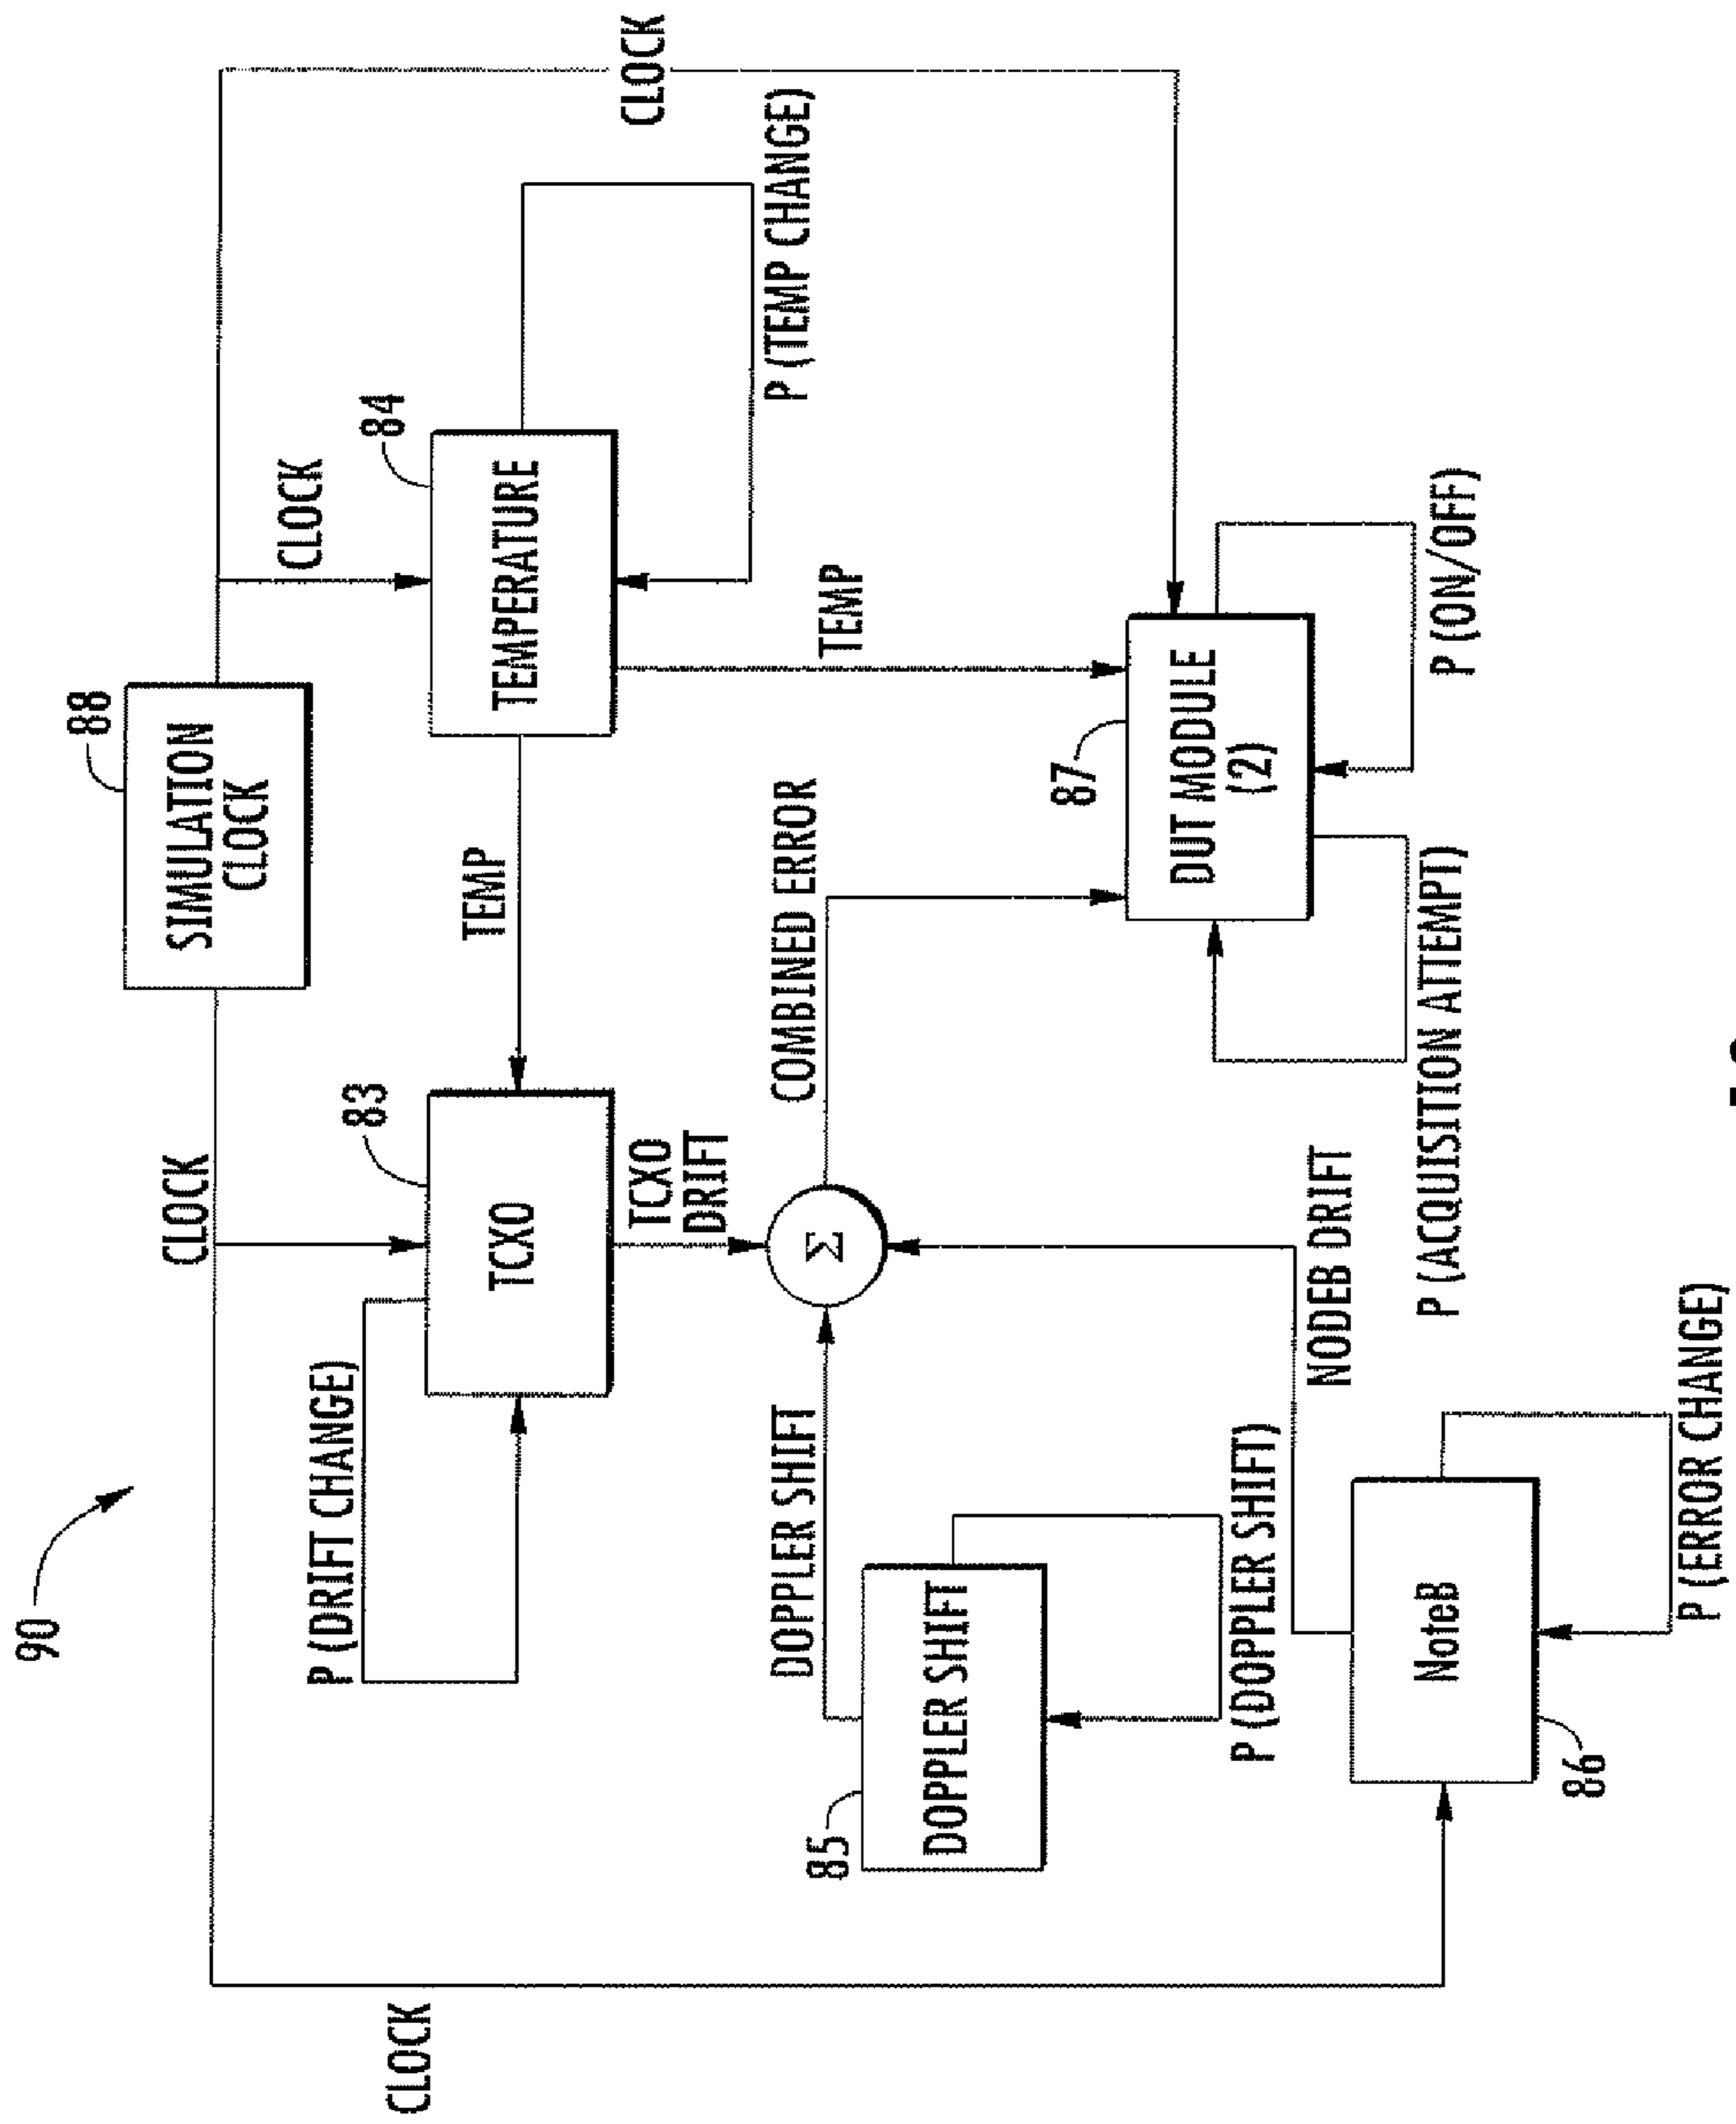 90
SIMULATION
CLOCK
88
CLOCK
CLOCK
CLOCK
CLOCK
P (DRIFT CHANGE)
TCXO
83
TEMP
TEMPERATURE
84
P (TEMP CHANGE)
TCXO
DRIFT
TEMP
DOPPLER SHIFT
Σ
COMBINED ERROR
85
DOPPLER SHIFT
P (DOPPLER SHIFT)
NODEB DRIFT
87
DUT MODULE
(2)
P (ON/OFF)
P (ACQUISITION ATTEMPT)
NoteB
86
P (ERROR CHANGE)